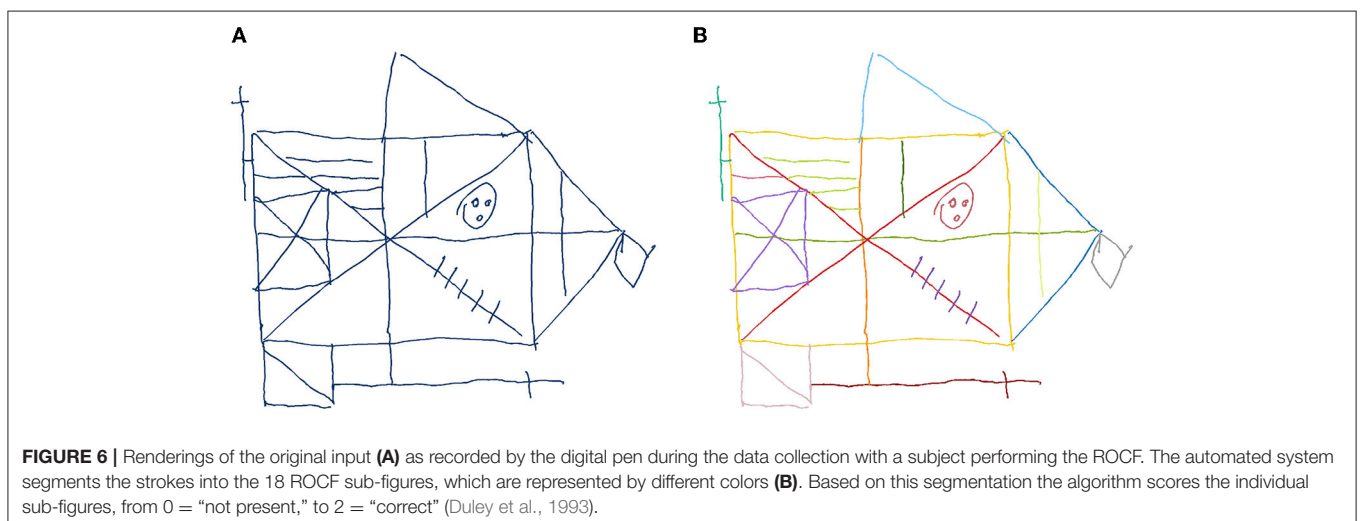 A
B
FIGURE 6 | Renderings of the original input (A) as recorded by the digital pen during the data collection with a subject performing the ROCF. The automated system
segments the strokes into the 18 ROCF sub-figures, which are represented by different colors (B). Based on this segmentation the algorithm scores the individual
sub-figures, from 0 = “not present,” to 2 = “correct” (Duley et al., 1993).